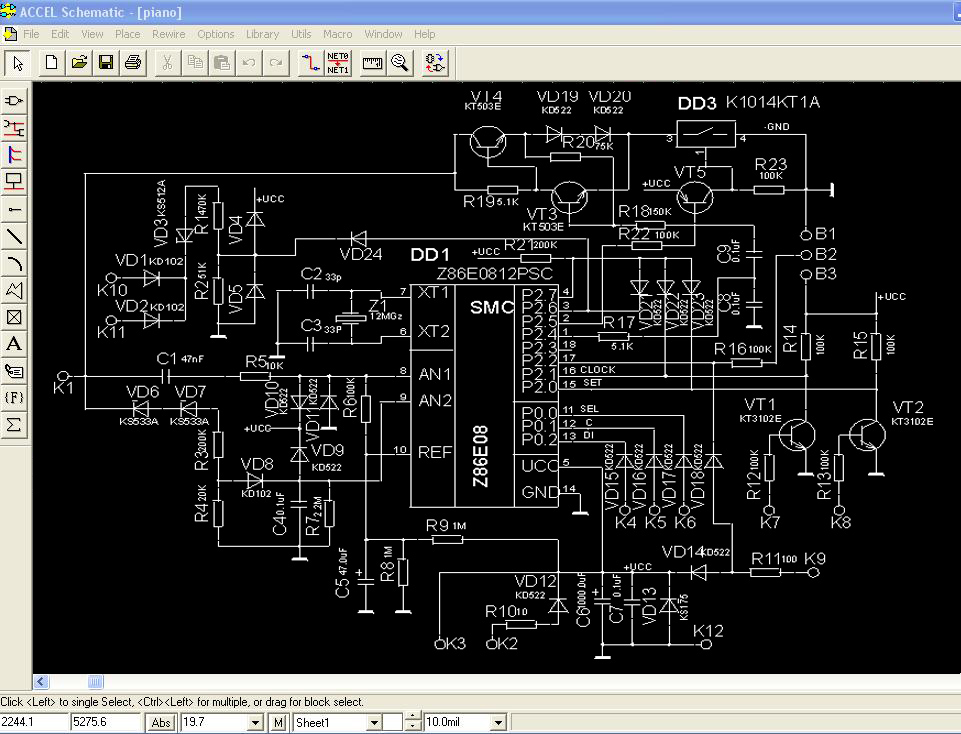 ACCEL Schematic - [piano]
File Edit View Place Rewire Options Library Utils Macro Window Help
NET0
NET1
A
{F}
Σ
VT4
KT503E
VD19
KD522
VD20
KD522
DD3 K1014KT1A
3
4
1
-GND
R20 75K
R19 5.1K
VT3
KT503E
+UCC
VT5
R23
100K
R18 150K
R22 100K
VD3 KS512A
R1 470K
VD4
+UCC
VD24
DD1
+UCC
R21 200K
C9
0.1uF
B1
B2
B3
VD1 KD102
K10
VD2 KD102
K11
R2 51K
VD5
C2 33p
C3 33P
Z1
12MGz
Z86E0812PSC
SMC
Z86E08
7 XT1
6 XT2
8 AN1
9 AN2
10 REF
P2.7 4
P2.6 3
P2.5 2
P2.4 1
P2.3 18
P2.2 17
P2.1 16 CLOCK
P2.0 15 SET
P0.0 11 SEL
P0.1 12 C
P0.2 13 DI
UCC 5
GND 14
VD21
KD522
VD22
KD522
VD23
KD522
C8
0.1uF
+UCC
R17
5.1K
R16 100K
R14
100K
R15
100K
C1 47nF
R5 10K
K1
VD6
KS533A
VD7
KS533A
VD10
KD522
VD11
KD522
R6 100K
+UCC
VD9
KD522
R3 200K
VD8
KD102
R4 20K
C4 0.1uF
R7 2.2M
VT1
KT3102E
VT2
KT3102E
VD15 KD522
VD16 KD522
VD17 KD522
VD18 KD522
R12 100K
R13 100K
K4 K5 K6
K7
K8
R9 1M
C5 47.0uF
+
R8 1M
VD14 KD522
R11 100 K9
+UCC
VD12
KD522
C6 1000.0uF
+
C7 0.1uF
VD13
KS175
R10 10
K3
K2
K12
Click <Left> to single Select, <Ctrl><Left> for multiple, or drag for block select.
2244.1 5275.6 Abs 19.7 M Sheet1 10.0mil